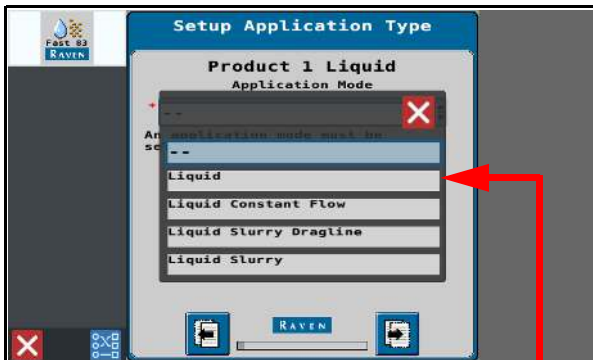 Setup Application Type
Fast 83
RAVEN
Product 1 Liquid
Application Mode
* --
An application mode must be
se
--
Liquid
Liquid Constant Flow
Liquid Slurry Dragline
Liquid Slurry
RAVEN